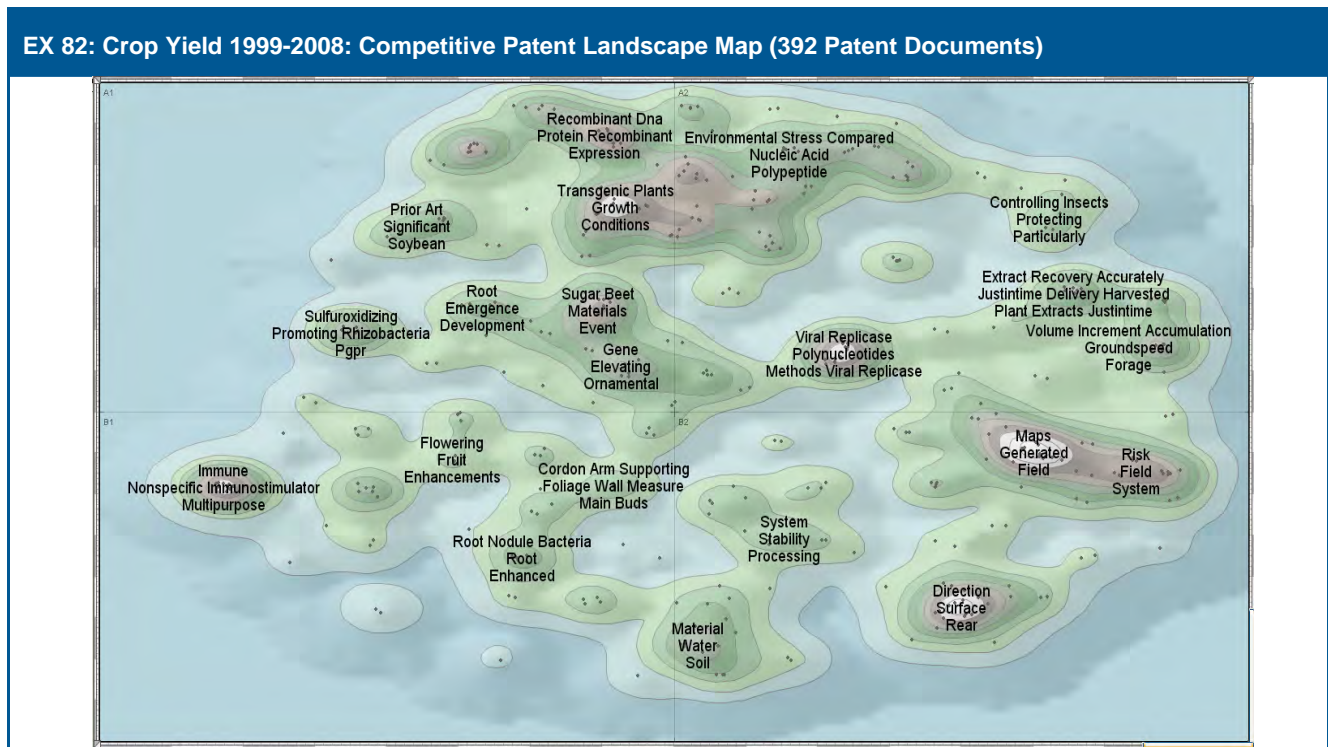 EX 82: Crop Yield 1999-2008: Competitive Patent Landscape Map (392 Patent Documents)
A1
A2
Recombinant Dna
Protein Recombinant
Expression
Environmental Stress Compared
Nucleic Acid
Polypeptide
Transgenic Plants
Growth
Conditions
Prior Art
Significant
Soybean
Controlling Insects
Protecting
Particularly
Extract Recovery Accurately
Justintime Delivery Harvested
Plant Extracts Justintime
Root
Emergence
Development
Sugar Beet
Materials
Event
Sulfuroxidizing
Promoting Rhizobacteria
Pgpr
Volume Increment Accumulation
Groundspeed
Forage
Viral Replicase
Polynucleotides
Methods Viral Replicase
Gene
Elevating
Ornamental
B1
B2
Maps
Generated
Field
Flowering
Fruit
Enhancements
Risk
Field
System
Immune
Nonspecific Immunostimulator
Multipurpose
Cordon Arm Supporting
Foliage Wall Measure
Main Buds
System
Stability
Processing
Root Nodule Bacteria
Root
Enhanced
Direction
Surface
Rear
Material
Water
Soil